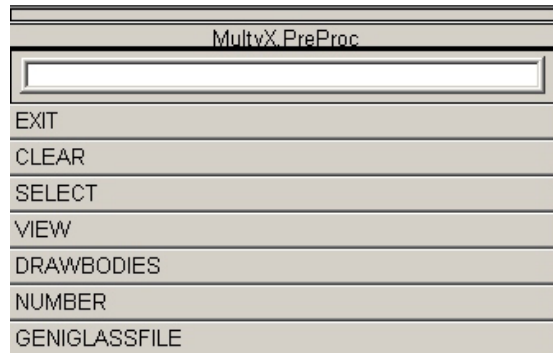 MultyX.PreProc
EXIT
CLEAR
SELECT
VIEW
DRAWBODIES
NUMBER
GENIGLASSFILE